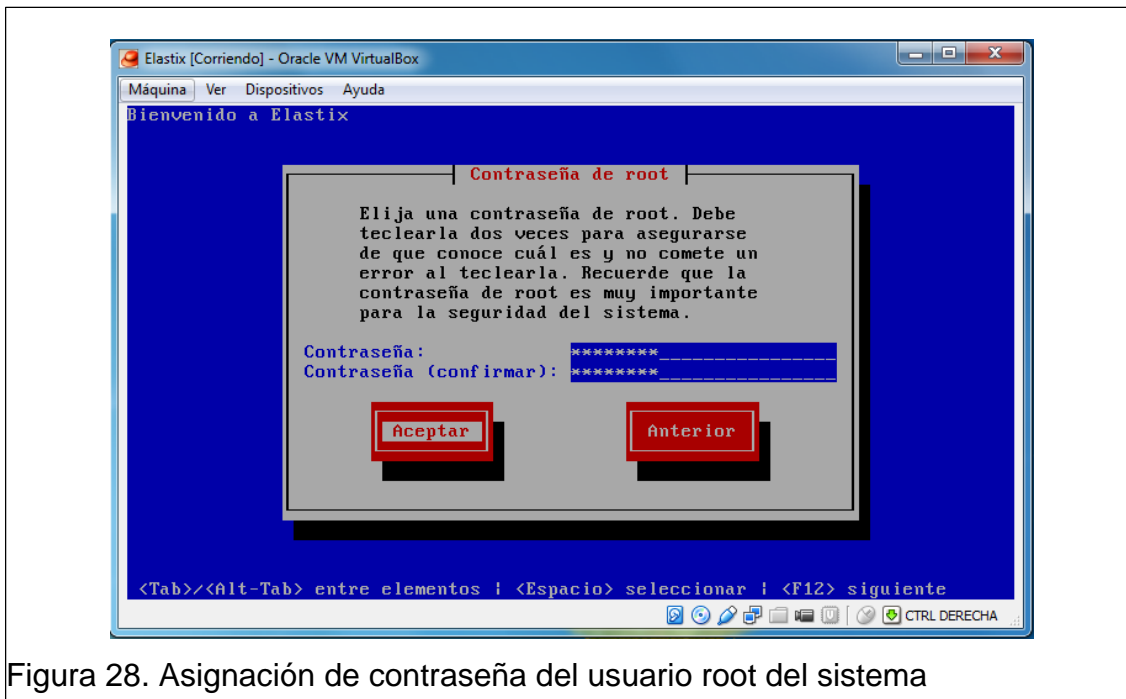 Elastix [Corriendo] - Oracle VM VirtualBox
Máquina Ver Dispositivos Ayuda
Bienvenido a Elastix
Contraseña de root
Elija una contraseña de root. Debe
teclearla dos veces para asegurarse
de que conoce cuál es y no comete un
error al teclearla. Recuerde que la
contraseña de root es muy importante
para la seguridad del sistema.
Contraseña: ********________________
Contraseña (confirmar): ********________________
Aceptar Anterior
<Tab>/<Alt-Tab> entre elementos | <Espacio> seleccionar | <F12> siguiente
CTRL DERECHA
Figura 28. Asignación de contraseña del usuario root del sistema